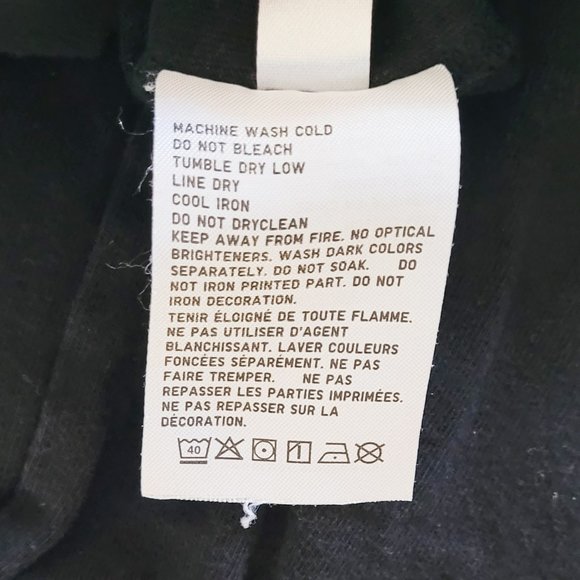 MACHINE WASH COLD
DO NOT BLEACH
TUMBLE DRY LOW
LINE DRY
COOL IRON
DO NOT DRYCLEAN
KEEP AWAY FROM FIRE. NO OPTICAL
BRIGHTENERS. WASH DARK COLORS
SEPARATELY. DO NOT SOAK. DO
NOT IRON PRINTED PART. DO NOT
IRON DECORATION.
TENIR ÉLOIGNÉ DE TOUTE FLAMME.
NE PAS UTILISER D'AGENT
BLANCHISSANT. LAVER COULEURS
FONCÉES SÉPARÉMENT. NE PAS
FAIRE TREMPER. NE PAS
REPASSER LES PARTIES IMPRIMÉES.
NE PAS REPASSER SUR LA
DÉCORATION.
40